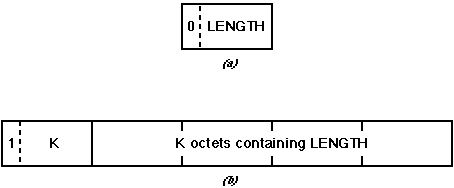 0 LENGTH
(a)
1 K K octets containing LENGTH
(b)